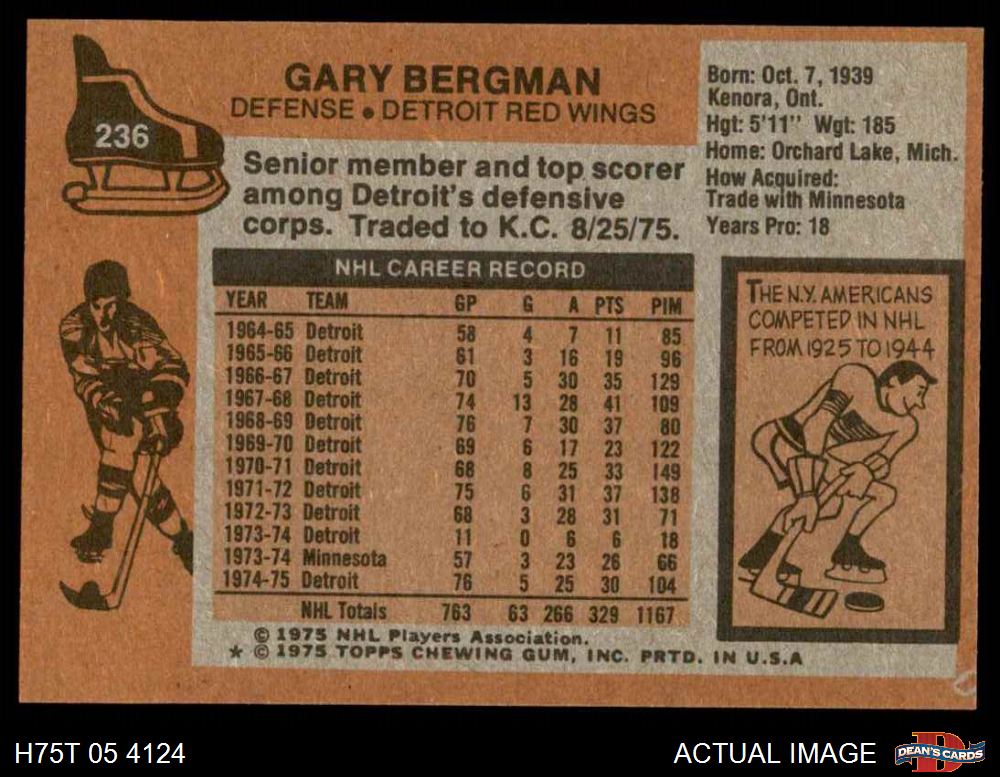 236
GARY BERGMAN
DEFENSE • DETROIT RED WINGS
Senior member and top scorer
among Detroit's defensive
corps. Traded to K.C. 8/25/75.
Born: Oct. 7, 1939
Kenora, Ont.
Hgt: 5'11" Wgt: 185
Home: Orchard Lake, Mich.
How Acquired:
Trade with Minnesota
Years Pro: 18
NHL CAREER RECORD
YEAR TEAM GP G A PTS PIM
1964-65 Detroit 58 4 7 11 85
1965-66 Detroit 61 3 16 19 96
1966-67 Detroit 70 5 30 35 129
1967-68 Detroit 74 13 28 41 109
1968-69 Detroit 76 7 30 37 80
1969-70 Detroit 69 6 17 23 122
1970-71 Detroit 68 8 25 33 149
1971-72 Detroit 75 6 31 37 138
1972-73 Detroit 68 3 28 31 71
1973-74 Detroit 11 0 6 6 18
1973-74 Minnesota 57 3 23 26 66
1974-75 Detroit 76 5 25 30 104
NHL Totals 763 63 266 329 1167
THE N.Y. AMERICANS
COMPETED IN NHL
FROM 1925 TO 1944
© 1975 NHL Players Association.
★ © 1975 TOPPS CHEWING GUM, INC. PRTD. IN U.S.A
H75T 05 4124
ACTUAL IMAGE
D
DEAN'S CARDS